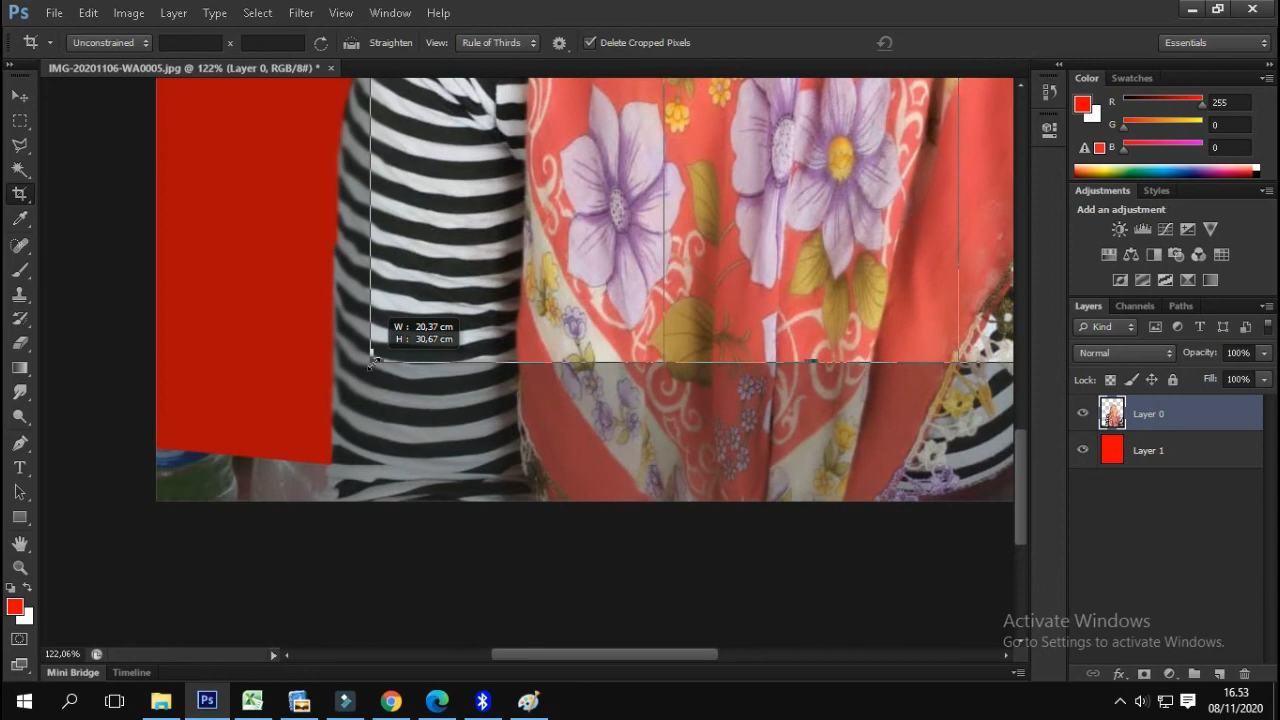 Ps File Edit Image Layer Type Select Filter View Window Help
Unconstrained x Straighten View: Rule of Thirds Delete Cropped Pixels Essentials
IMG-20201106-WA0005.jpg @ 122% (Layer 0, RGB/8#) * ×
Color Swatches
R 255
G 0
B 0
Adjustments Styles
Add an adjustment
Layers Channels Paths
Kind
Normal Opacity: 100%
Lock: Fill: 100%
Layer 0
Layer 1
W : 20,37 cm
H : 30,67 cm
Activate Windows
Go to Settings to activate Windows.
122,06%
Mini Bridge Timeline
fx
Ps
16.53
08/11/2020